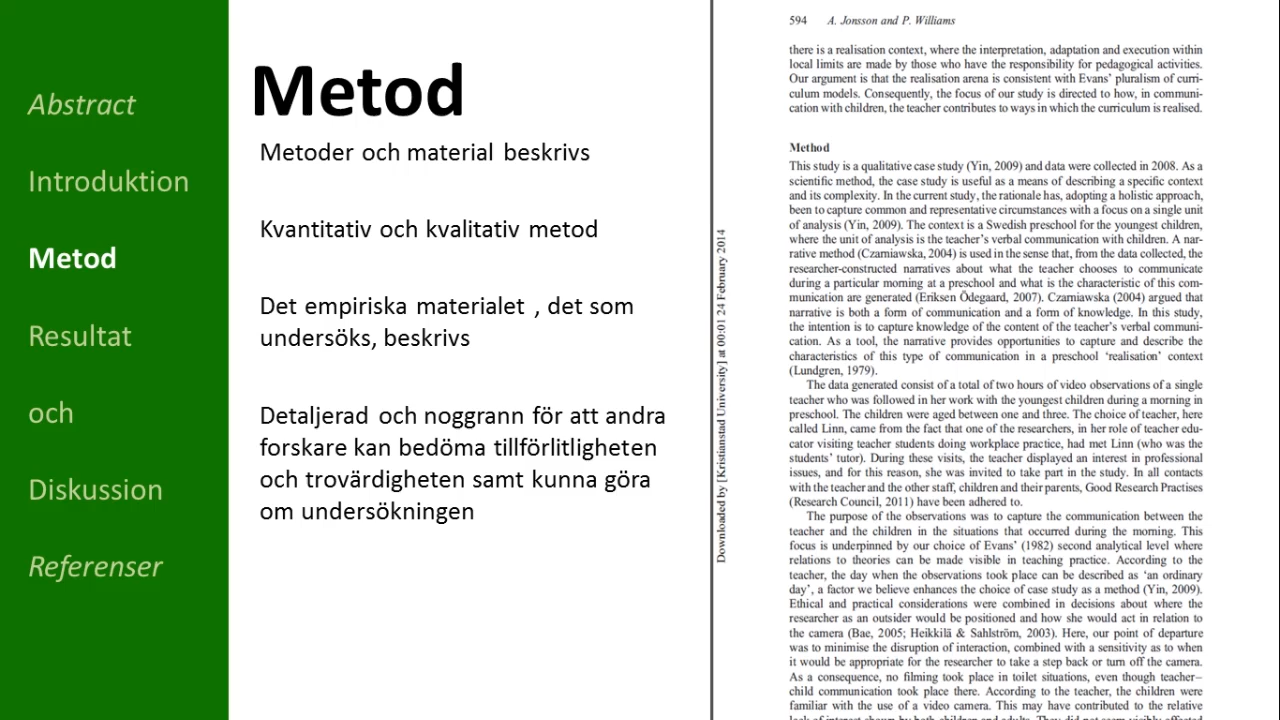 Abstract
Introduktion
Metod
Resultat
och
Diskussion
Referenser
Metod
Metoder och material beskrivs
Kvantitativ och kvalitativ metod
Det empiriska materialet , det som
undersöks, beskrivs
Detaljerad och noggrann för att andra
forskare kan bedöma tillförlitligheten
och trovärdigheten samt kunna göra
om undersökningen
Downloaded by [Kristianstad University] at 00:01 24 February 2014
594 A. Jonsson and P. Williams
there is a realisation context, where the interpretation, adaptation and execution within
local limits are made by those who have the responsibility for pedagogical activities.
Our argument is that the realisation arena is consistent with Evans' pluralism of curri-
culum models. Consequently, the focus of our study is directed to how, in communi-
cation with children, the teacher contributes to ways in which the curriculum is realised.
Method
This study is a qualitative case study (Yin, 2009) and data were collected in 2008. As a
scientific method, the case study is useful as a means of describing a specific context
and its complexity. In the current study, the rationale has, adopting a holistic approach,
been to capture common and representative circumstances with a focus on a single unit
of analysis (Yin, 2009). The context is a Swedish preschool for the youngest children,
where the unit of analysis is the teacher's verbal communication with children. A nar-
rative method (Czarniawska, 2004) is used in the sense that, from the data collected, the
researcher-constructed narratives about what the teacher chooses to communicate
during a particular morning at a preschool and what is the characteristic of this com-
munication are generated (Eriksen Ödegaard, 2007). Czarniawska (2004) argued that
narrative is both a form of communication and a form of knowledge. In this study,
the intention is to capture knowledge of the content of the teacher's verbal communi-
cation. As a tool, the narrative provides opportunities to capture and describe the
characteristics of this type of communication in a preschool 'realisation' context
(Lundgren, 1979).
The data generated consist of a total of two hours of video observations of a single
teacher who was followed in her work with the youngest children during a morning in
preschool. The children were aged between one and three. The choice of teacher, here
called Linn, came from the fact that one of the researchers, in her role of teacher edu-
cator visiting teacher students doing workplace practice, had met Linn (who was the
students' tutor). During these visits, the teacher displayed an interest in professional
issues, and for this reason, she was invited to take part in the study. In all contacts
with the teacher and the other staff, children and their parents, Good Research Practises
(Research Council, 2011) have been adhered to.
The purpose of the observations was to capture the communication between the
teacher and the children in the situations that occurred during the morning. This
focus is underpinned by our choice of Evans' (1982) second analytical level where
relations to theories can be made visible in teaching practice. According to the
teacher, the day when the observations took place can be described as 'an ordinary
day', a factor we believe enhances the choice of case study as a method (Yin, 2009).
Ethical and practical considerations were combined in decisions about where the
researcher as an outsider would be positioned and how she would act in relation to
the camera (Bae, 2005; Heikkilä & Sahlström, 2003). Here, our point of departure
was to minimise the disruption of interaction, combined with a sensitivity as to when
it would be appropriate for the researcher to take a step back or turn off the camera.
As a consequence, no filming took place in toilet situations, even though teacher–
child communication took place there. According to the teacher, the children were
familiar with the use of a video camera. This may have contributed to the relative